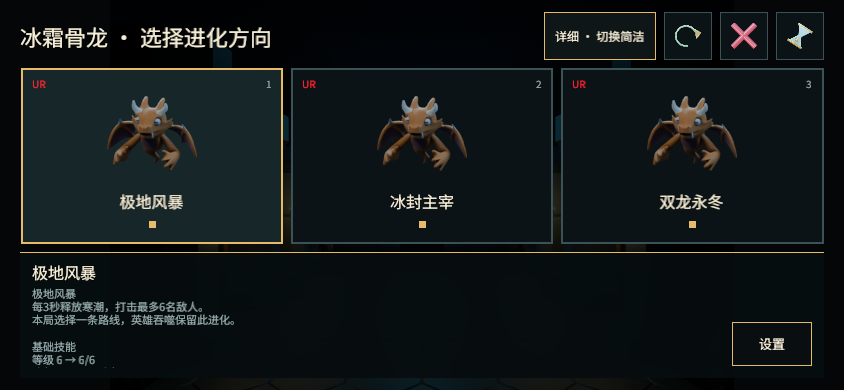 冰霜骨龙 · 选择进化方向
详细 · 切换简洁
UR 1
极地风暴
UR 2
冰封主宰
UR 3
双龙永冬
极地风暴
极地风暴
每3秒释放寒潮，打击最多6名敌人。
本局选择一条路线，英雄吞噬保留此进化。
基础技能
等级 6 → 6/6
设置